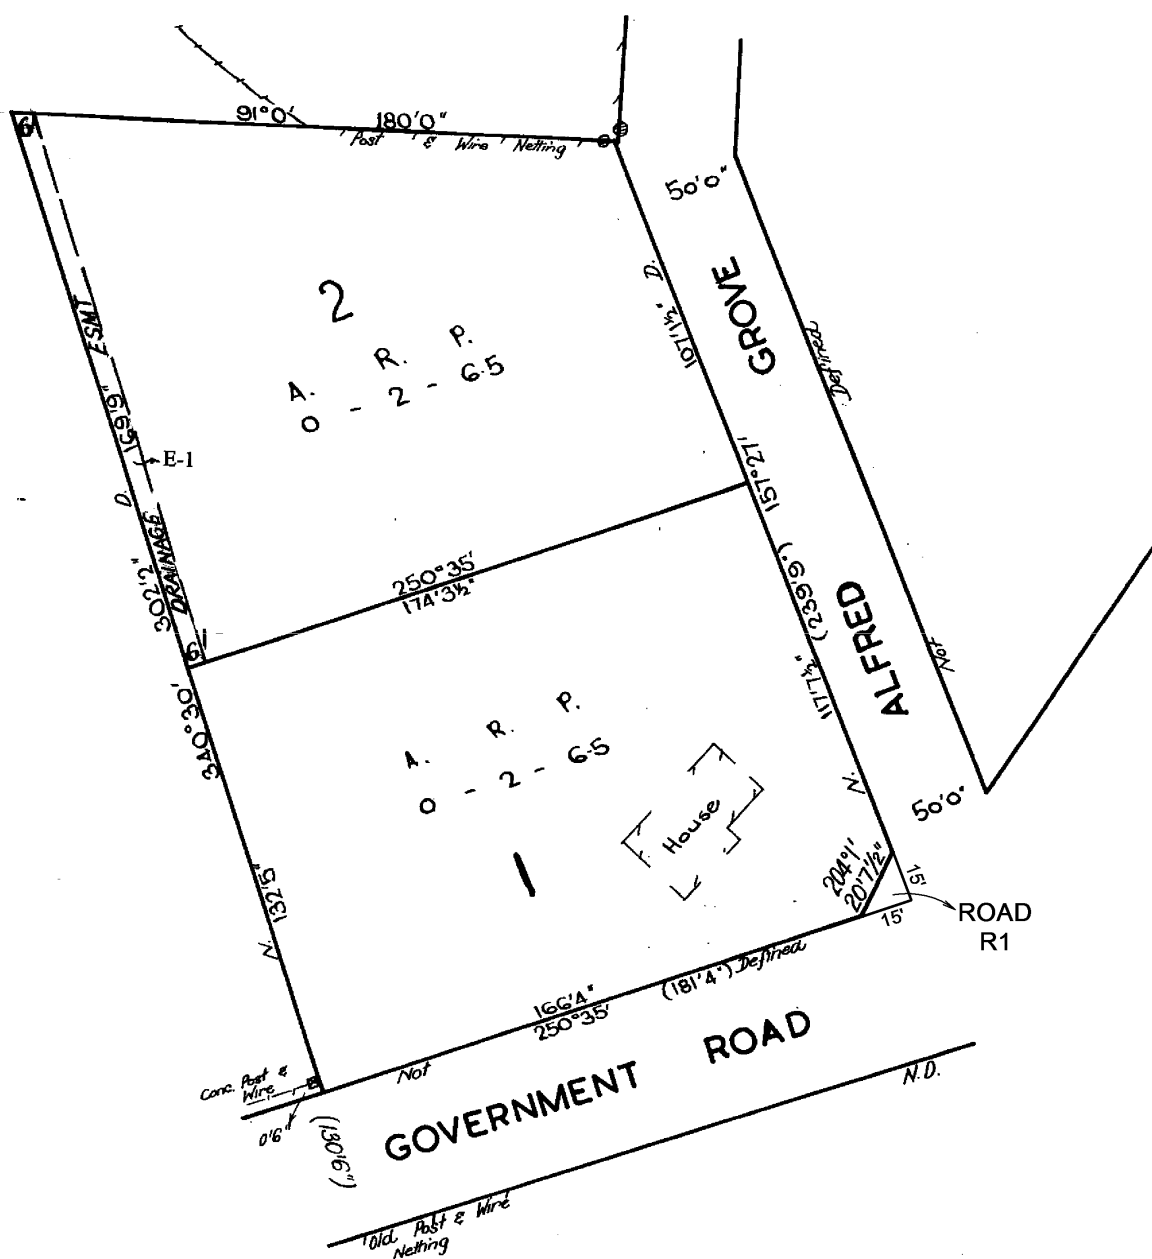 91°0' 180'0"
6'
Post & Wire Netting
50'0"
2
A. R. P.
0 - 2 - 6·5
107'1½" D.
GROVE
Defined
ESMT
169'9"
E-1
D.
DRAINAGE
302'2"
157°27'
250°35'
174'3½"
(239'9")
ALFRED
Not
6'
340°30'
117'7½"
A. R. P.
0 - 2 - 6·5
House
N.
50'0"
1
204°1'
20'7½"
15'
15'
ROAD
R1
132'5"
N.
(181'4") Defined
166'4"
250°35'
Not
GOVERNMENT ROAD
N.D.
Conc. Post &
Wire
0'6"
(130'6")
Old Post & Wire
Netting